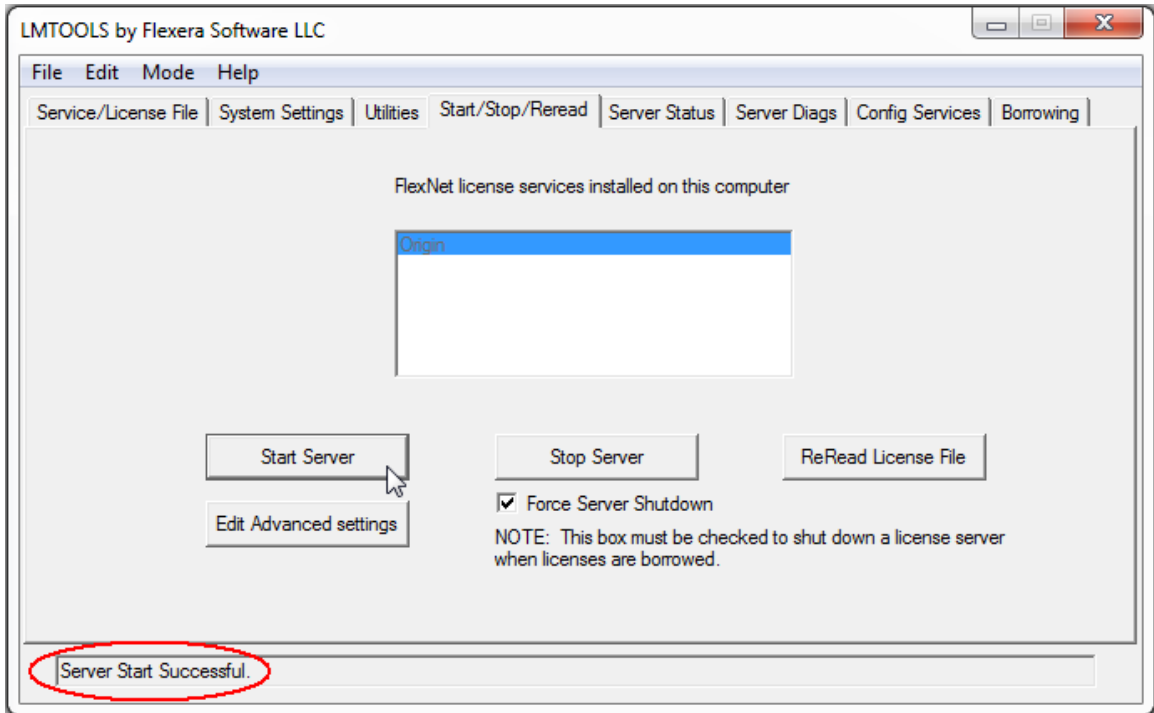 LMTOOLS by Flexera Software LLC
File Edit Mode Help
Service/License File System Settings Utilities Start/Stop/Reread Server Status Server Diags Config Services Borrowing
FlexNet license services installed on this computer
Origin
Start Server Stop Server ReRead License File
Edit Advanced settings
Force Server Shutdown
NOTE: This box must be checked to shut down a license server
when licenses are borrowed.
Server Start Successful.